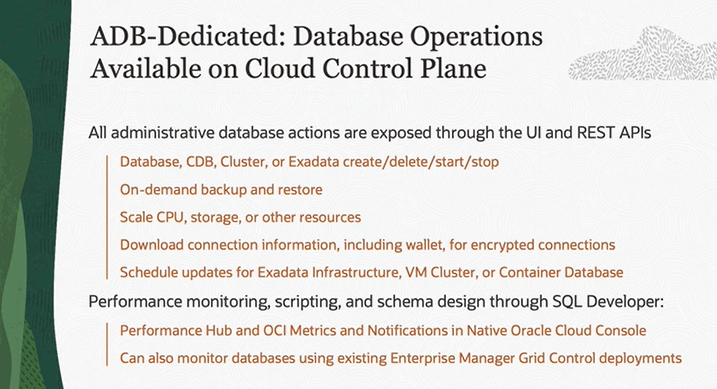 ADB-Dedicated: Database Operations
Available on Cloud Control Plane
All administrative database actions are exposed through the UI and REST APIs
Database, CDB, Cluster, or Exadata create/delete/start/stop
On-demand backup and restore
Scale CPU, storage, or other resources
Download connection information, including wallet, for encrypted connections
Schedule updates for Exadata Infrastructure, VM Cluster, or Container Database
Performance monitoring, scripting, and schema design through SQL Developer:
Performance Hub and OCI Metrics and Notifications in Native Oracle Cloud Console
Can also monitor databases using existing Enterprise Manager Grid Control deployments